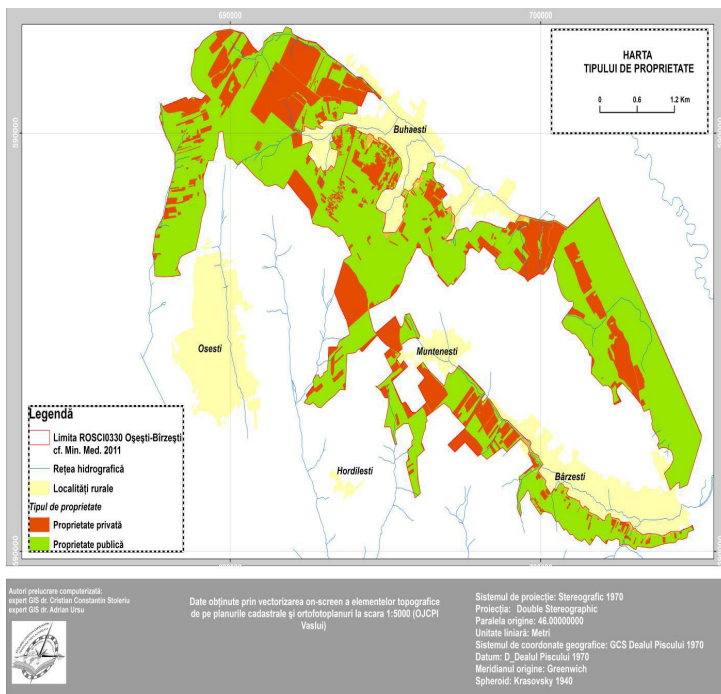 690000
700000
HARTA
TIPULUI DE PROPRIETATE
0 0.6 1.2 Km
590000
590000
Buhaesti
Osesti
Muntenesti
Hordilesti
Bârzesti
Legendă
Limita ROSCI0330 Oşeşti-Bîrzeşti
cf. Min. Med. 2011
Reţea hidrografică
Localităţi rurale
Tipul de proprietate
Proprietate privată
Proprietate publică
690000
700000
Autori prelucrare computerizată:
expert GIS dr. Cristian Constantin Stoleriu
expert GIS dr. Adrian Ursu
Date obţinute prin vectorizarea on-screen a elementelor topografice
de pe planurile cadastrale şi ortofotoplanuri la scara 1:5000 (OJCPI
Vaslui)
Sistemul de proiecţie: Stereografic 1970
Proiecţia: Double Stereographic
Paralela origine: 46.00000000
Unitate liniară: Metri
Sistemul de coordonate geografice: GCS Dealul Piscului 1970
Datum: D_Dealul Piscului 1970
Meridianul origine: Greenwich
Spheroid: Krasovsky 1940